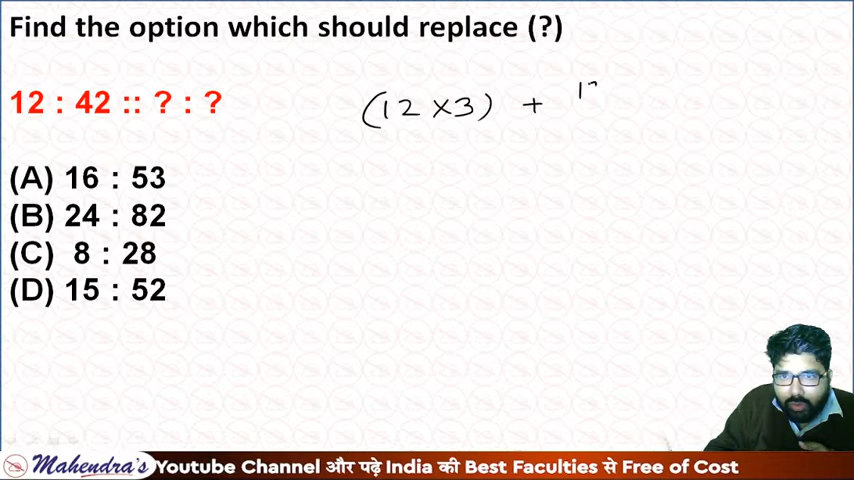 Find the option which should replace (?)
12 : 42 :: ? : ?
(12 × 3) +
(A) 16 : 53
(B) 24 : 82
(C) 8 : 28
(D) 15 : 52
Mahendra's Youtube Channel और पढ़े India की Best Faculties से Free of Cost